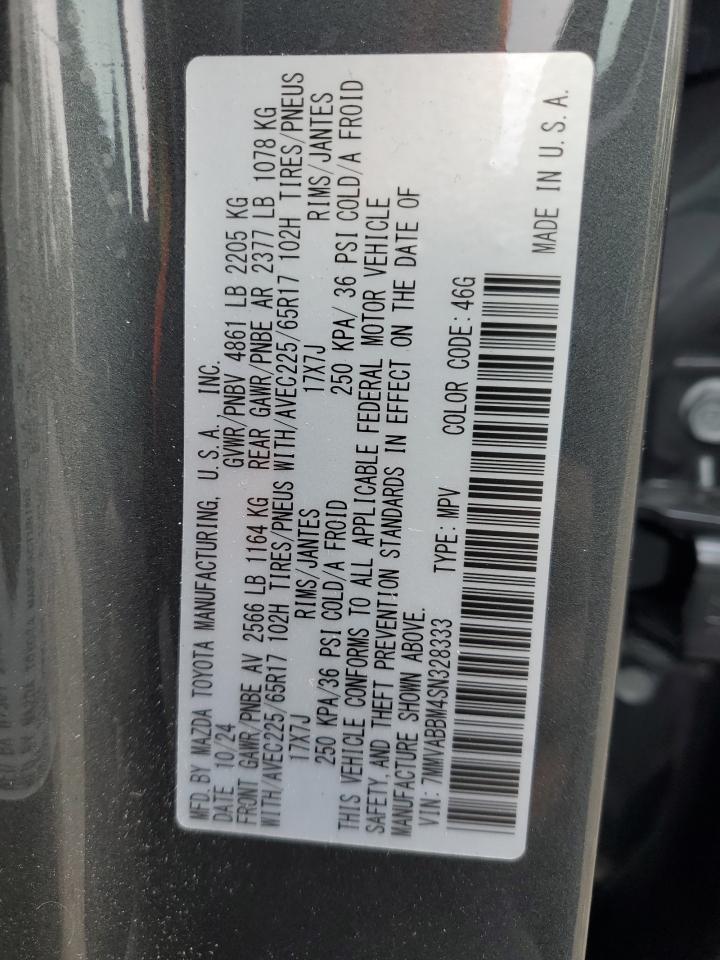 MFD. BY MAZDA TOYOTA MANUFACTURING, U.S.A., INC.
DATE 10/24 GVWR/PNBV 4861 LB 2205 KG
FRONT GAWR/PNBE AV 2566 LB 1164 KG REAR GAWR/PNBE AR 2377 LB 1078 KG
WITH/AVEC225/65R17 102H TIRES/PNEUS WITH/AVEC225/65R17 102H TIRES/PNEUS
17X7J RIMS/JANTES 17X7J RIMS/JANTES
250 KPA/36 PSI COLD/A FROID 250 KPA/ 36 PSI COLD/A FROID
THIS VEHICLE CONFORMS TO ALL APPLICABLE FEDERAL MOTOR VEHICLE
SAFETY, AND THEFT PREVENTION STANDARDS IN EFFECT ON THE DATE OF
MANUFACTURE SHOWN ABOVE.
VIN: 7MMVABBM4SN328333 TYPE: MPV COLOR CODE: 46G
MADE IN U.S.A.